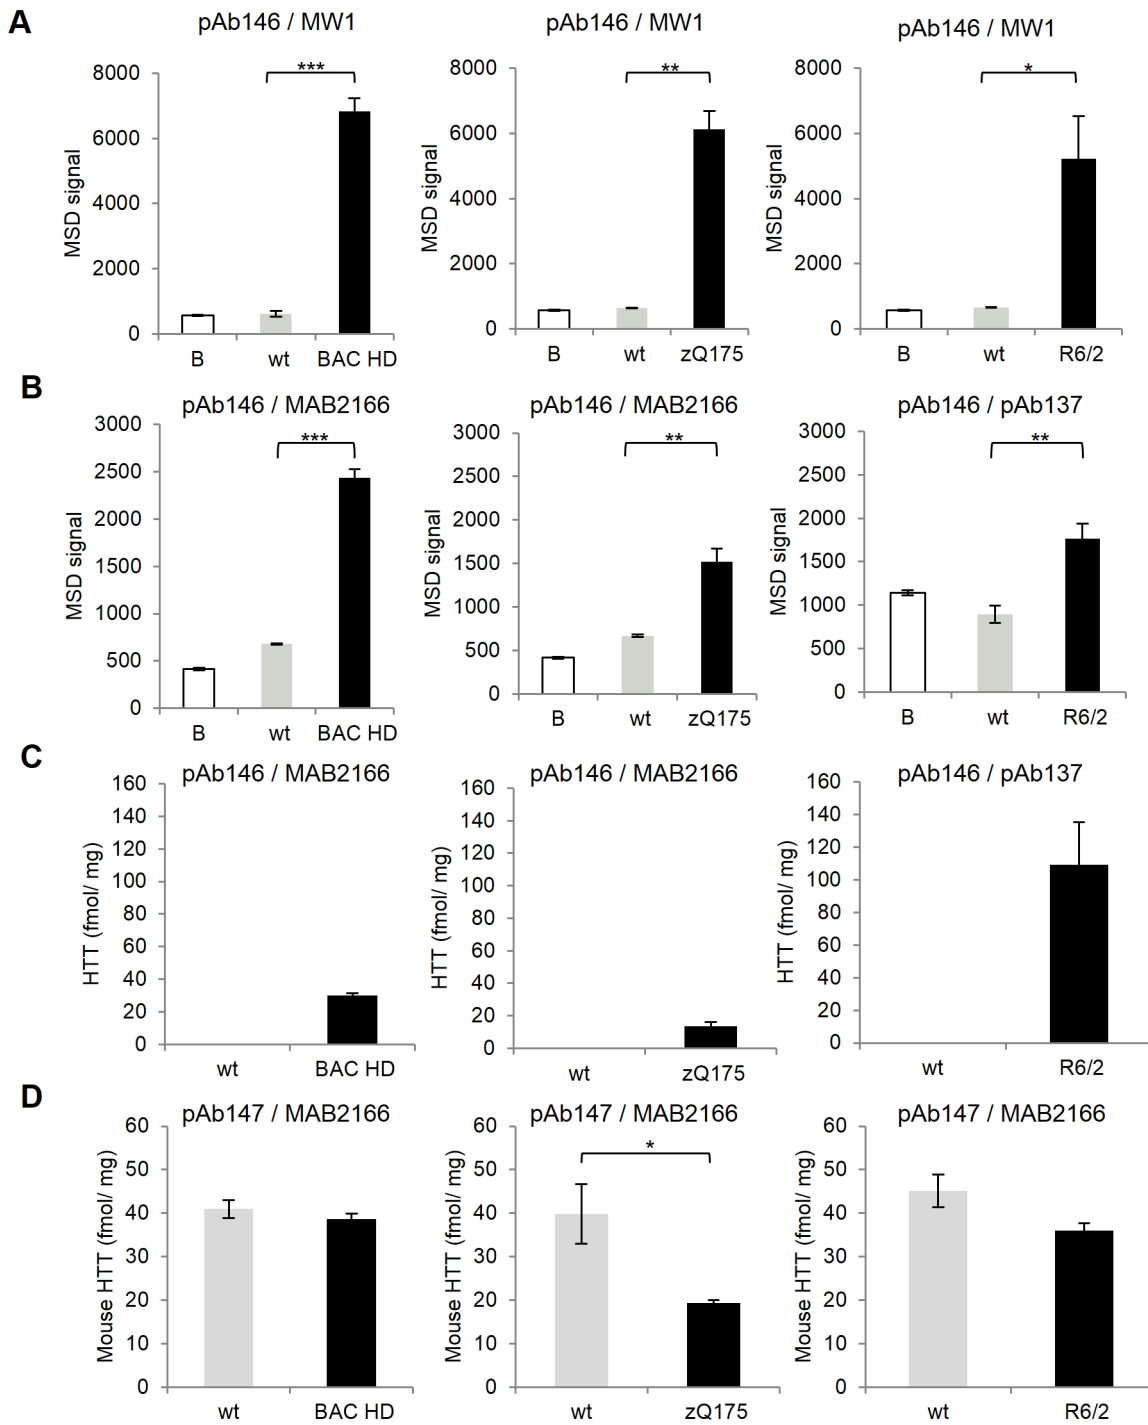 A
pAb146 / MW1
pAb146 / MW1
pAb146 / MW1
MSD signal
8000
6000
4000
2000
0
***
B
wt
BAC HD
MSD signal
8000
6000
4000
2000
0
**
B
wt
zQ175
MSD signal
8000
6000
4000
2000
0
*
B
wt
R6/2
B
pAb146 / MAB2166
pAb146 / MAB2166
pAb146 / pAb137
MSD signal
3000
2500
2000
1500
1000
500
0
***
B
wt
BAC HD
MSD signal
3000
2500
2000
1500
1000
500
0
**
B
wt
zQ175
MSD signal
3000
2500
2000
1500
1000
500
0
**
B
wt
R6/2
C
pAb146 / MAB2166
pAb146 / MAB2166
pAb146 / pAb137
HTT (fmol/ mg)
160
140
120
100
80
60
40
20
0
wt
BAC HD
HTT (fmol/ mg)
160
140
120
100
80
60
40
20
0
wt
zQ175
HTT (fmol/ mg)
160
140
120
100
80
60
40
20
0
wt
R6/2
D
pAb147 / MAB2166
pAb147 / MAB2166
pAb147 / MAB2166
Mouse HTT (fmol/ mg)
60
50
40
30
20
10
0
wt
BAC HD
Mouse HTT (fmol/ mg)
60
50
40
30
20
10
0
*
wt
zQ175
Mouse HTT (fmol/ mg)
60
50
40
30
20
10
0
wt
R6/2